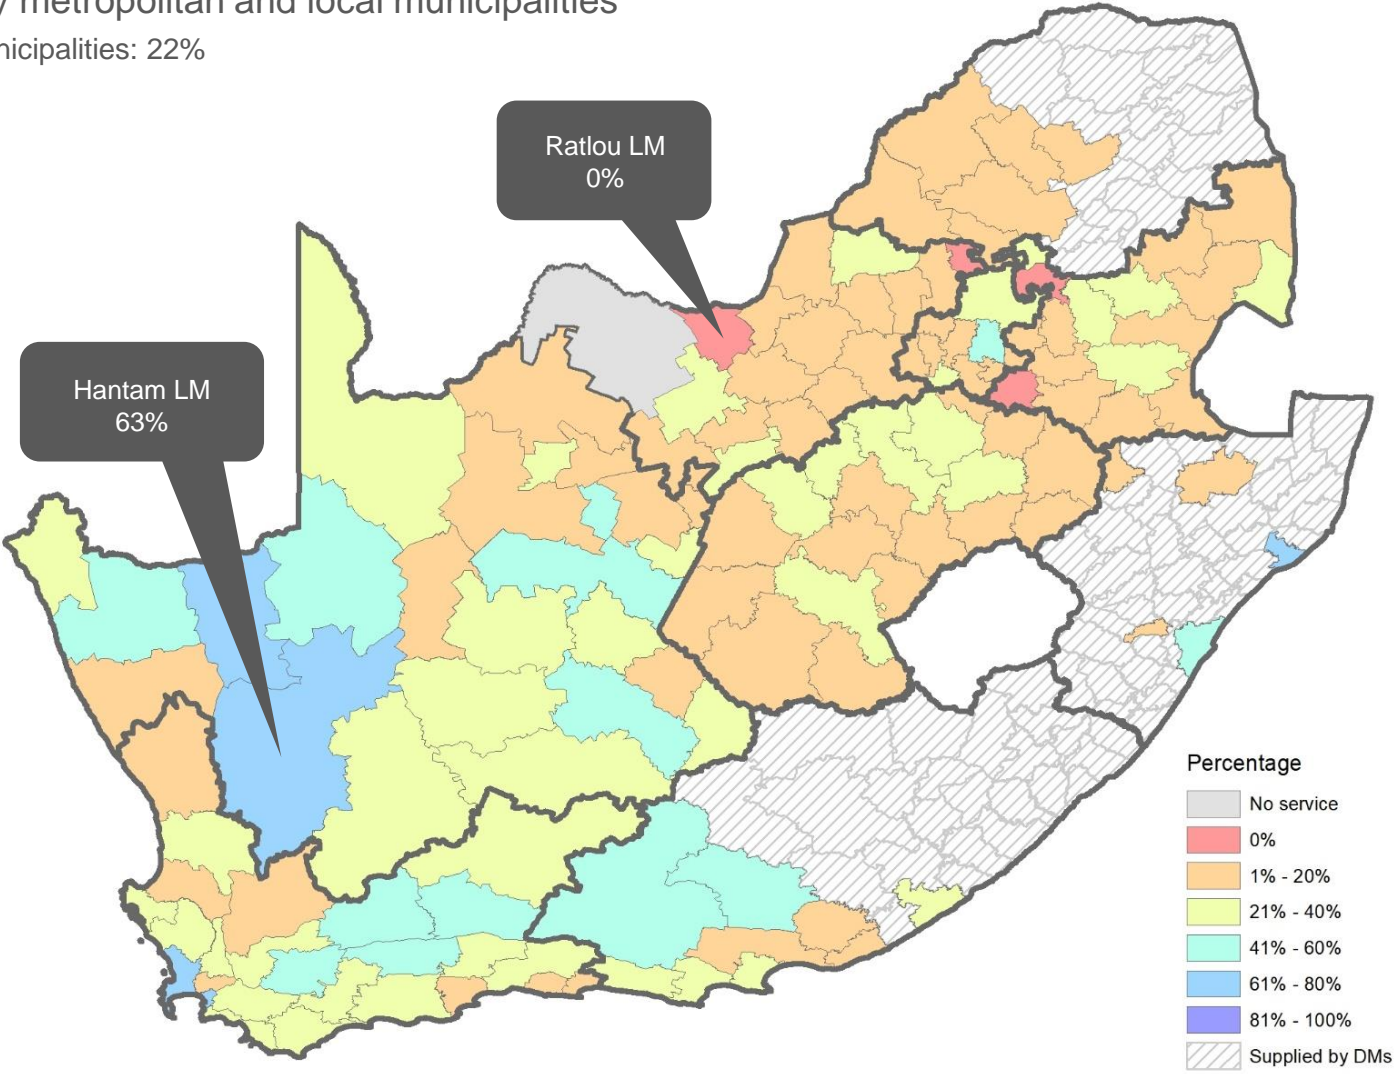 metropolitan and local municipalities
nicipalities: 22%
Ratlou LM
0%
Hantam LM
63%
Percentage
No service
0%
1% - 20%
21% - 40%
41% - 60%
61% - 80%
81% - 100%
Supplied by DMs